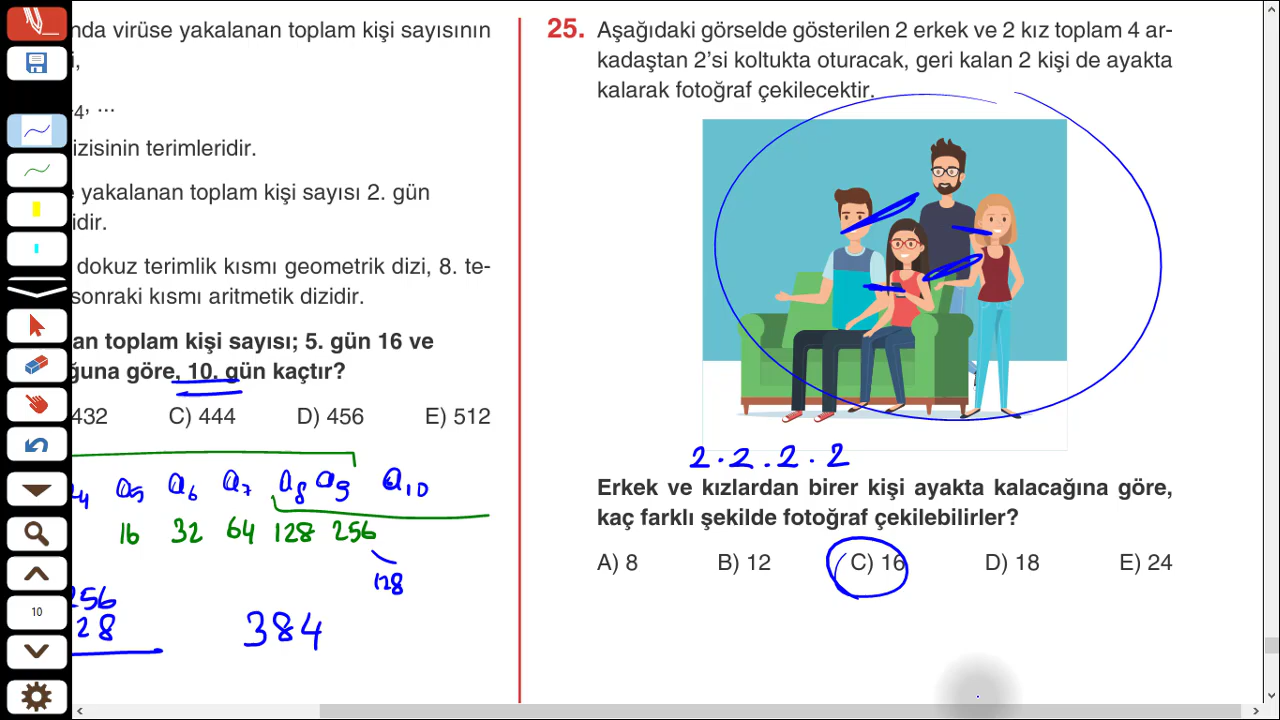 nda virüse yakalanan toplam kişi sayısının
i,
4, ...
izisinin terimleridir.
e yakalanan toplam kişi sayısı 2. gün
idir.
dokuz terimlik kısmı geometrik dizi, 8. te-
sonraki kısmı aritmetik dizidir.
an toplam kişi sayısı; 5. gün 16 ve
ğuna göre, 10. gün kaçtır?
432 C) 444 D) 456 E) 512
4 a5 a6 a7 a8 a9 a10
16 32 64 128 256
128
256
28
384
10
25. Aşağıdaki görselde gösterilen 2 erkek ve 2 kız toplam 4 ar-
kadaştan 2'si koltukta oturacak, geri kalan 2 kişi de ayakta
kalarak fotoğraf çekilecektir.
2 . 2 . 2 . 2
Erkek ve kızlardan birer kişi ayakta kalacağına göre,
kaç farklı şekilde fotoğraf çekilebilirler?
A) 8 B) 12 C) 16 D) 18 E) 24